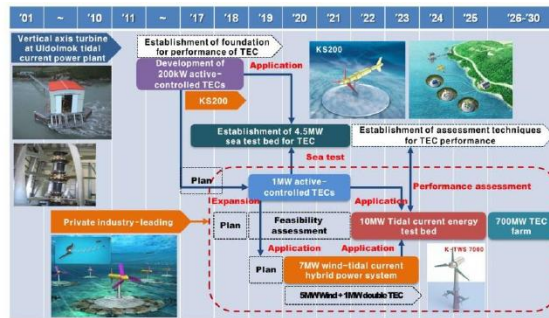 '01 ~ '10 '11 ~ '17 '18 '19 '20 '21 '22 '23 '24 '25 '26-'30
Vertical axis turbine
at Uldolmok tidal
current power plant
Establishment of foundation
for performance of TEC
Development of
200kW active-
controlled TECs
Application
KS200
KS200
Establishment of 4.5MW
sea test bed for TEC
Establishment of assessment techniques
for TEC performance
Sea test
Plan
1MW active-
controlled TECs
Performance assessment
Expansion
Application
Private industry-leading
Plan
Feasibility
assessment
10MW Tidal current energy
test bed
700MW TEC
farm
Application
Application
Plan
7MW wind-tidal current
hybrid power system
5MW Wind + 1MW double TEC